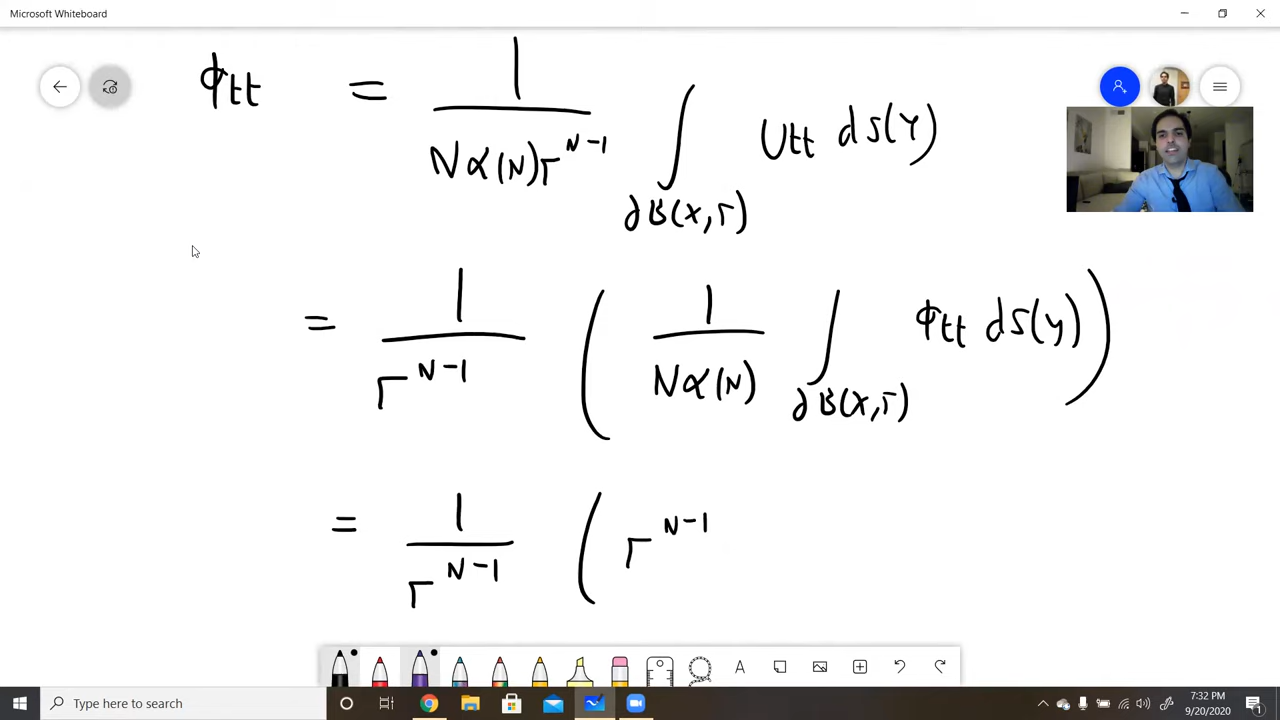 Microsoft Whiteboard
ϕtt = 1 / Nα(N)r^N-1 ∫ ∂B(x,r) Utt dS(y)
= 1 / r^N-1 ( 1 / Nα(N) ∫ ∂B(x,r) ϕtt dS(y) )
= 1 / r^N-1 ( r^N-1
A
Type here to search
7:32 PM
9/20/2020
1